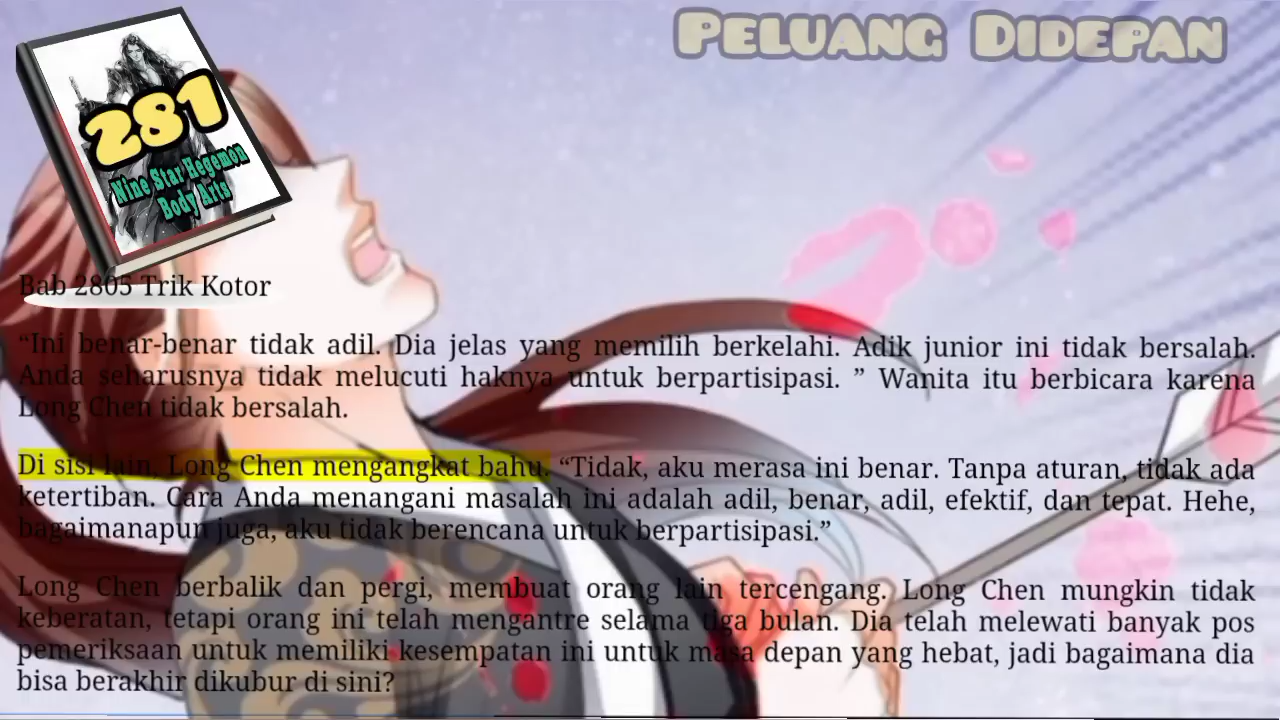 PELUANG DIDEPAN
281
Nine Star Hegemon
Body Arts
Bab 2805 Trik Kotor
“Ini benar-benar tidak adil. Dia jelas yang memilih berkelahi. Adik junior ini tidak bersalah.
Anda seharusnya tidak melucuti haknya untuk berpartisipasi. ” Wanita itu berbicara karena
Long Chen tidak bersalah.
Di sisi lain, Long Chen mengangkat bahu. “Tidak, aku merasa ini benar. Tanpa aturan, tidak ada
ketertiban. Cara Anda menangani masalah ini adalah adil, benar, adil, efektif, dan tepat. Hehe,
bagaimanapun juga, aku tidak berencana untuk berpartisipasi.”
Long Chen berbalik dan pergi, membuat orang lain tercengang. Long Chen mungkin tidak
keberatan, tetapi orang ini telah mengantre selama tiga bulan. Dia telah melewati banyak pos
pemeriksaan untuk memiliki kesempatan ini untuk masa depan yang hebat, jadi bagaimana dia
bisa berakhir dikubur di sini?